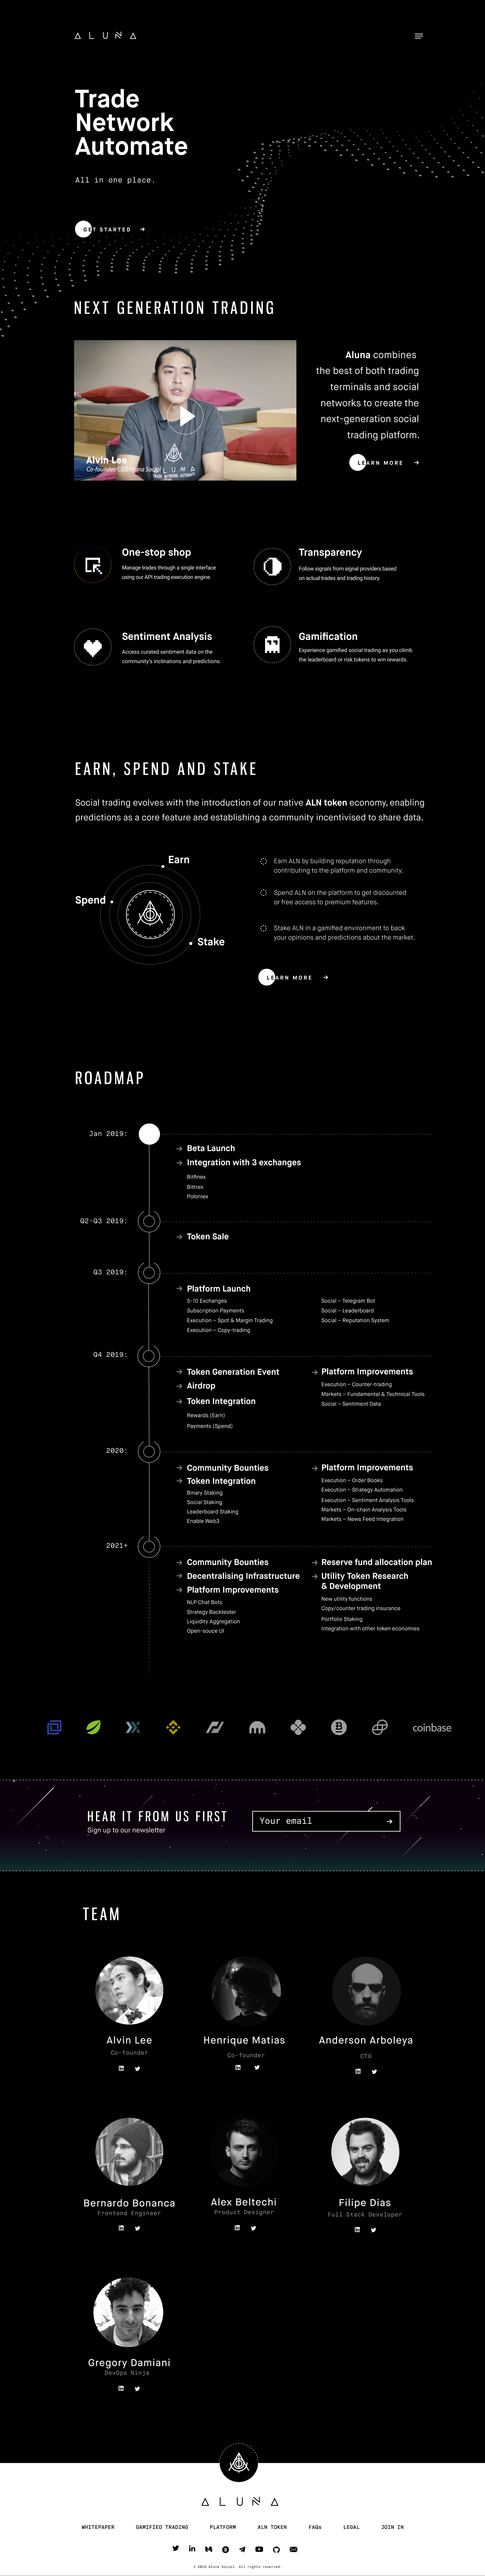 ALUNA
Trade
Network
Automate
All in one place.
GET STARTED
NEXT GENERATION TRADING
Alvin Lee
Co-founder/CEO Aluna Social
ALUNA
TRADE NETWORK AUTOMATE
Aluna combines
the best of both trading
terminals and social
networks to create the
next-generation social
trading platform.
LEARN MORE
One-stop shop
Manage trades through a single interface
using our API trading execution engine.
Transparency
Follow signals from signal providers based
on actual trades and trading history.
Sentiment Analysis
Access curated sentiment data on the
community's inclinations and predictions.
Gamification
Experience gamified social trading as you climb
the leaderboard or risk tokens to win rewards.
EARN, SPEND AND STAKE
Social trading evolves with the introduction of our native ALN token economy, enabling
predictions as a core feature and establishing a community incentivised to share data.
Earn
Spend
Stake
Earn ALN by building reputation through
contributing to the platform and community.
Spend ALN on the platform to get discounted
or free access to premium features.
Stake ALN in a gamified environment to back
your opinions and predictions about the market.
LEARN MORE
ROADMAP
Jan 2019:
Beta Launch
Integration with 3 exchanges
Bitfinex
Bittrex
Poloniex
Q2-Q3 2019:
Token Sale
Q3 2019:
Platform Launch
5-10 Exchanges
Subscription Payments
Execution – Spot & Margin Trading
Execution – Copy-trading
Social – Telegram Bot
Social – Leaderboard
Social – Reputation System
Q4 2019:
Token Generation Event
Airdrop
Token Integration
Rewards (Earn)
Payments (Spend)
Platform Improvements
Execution – Counter-trading
Markets – Fundamental & Technical Tools
Social – Sentiment Data
2020:
Community Bounties
Token Integration
Binary Staking
Social Staking
Leaderboard Staking
Enable Web3
Platform Improvements
Execution – Order Books
Execution – Strategy Automation
Execution – Sentiment Analysis Tools
Markets – On-chain Analysis Tools
Markets – News Feed Integration
2021+
Community Bounties
Decentralising Infrastructure
Platform Improvements
NLP Chat Bots
Strategy Backtester
Liquidity Aggregation
Open-souce UI
Reserve fund allocation plan
Utility Token Research
& Development
New utility functions
Copy/counter trading insurance
Portfolio Staking
Integration with other token economies
coinbase
HEAR IT FROM US FIRST
Sign up to our newsletter
Your email
TEAM
Alvin Lee
Co-founder
Henrique Matias
Co-founder
Anderson Arboleya
CTO
Bernardo Bonanca
Frontend Engineer
Alex Beltechi
Product Designer
Filipe Dias
Full Stack Developer
Gregory Damiani
DevOps Ninja
ALUNA
WHITEPAPER GAMIFIED TRADING PLATFORM ALN TOKEN FAQs LEGAL JOIN IN
© 2019 Aluna Social. All rights reserved.